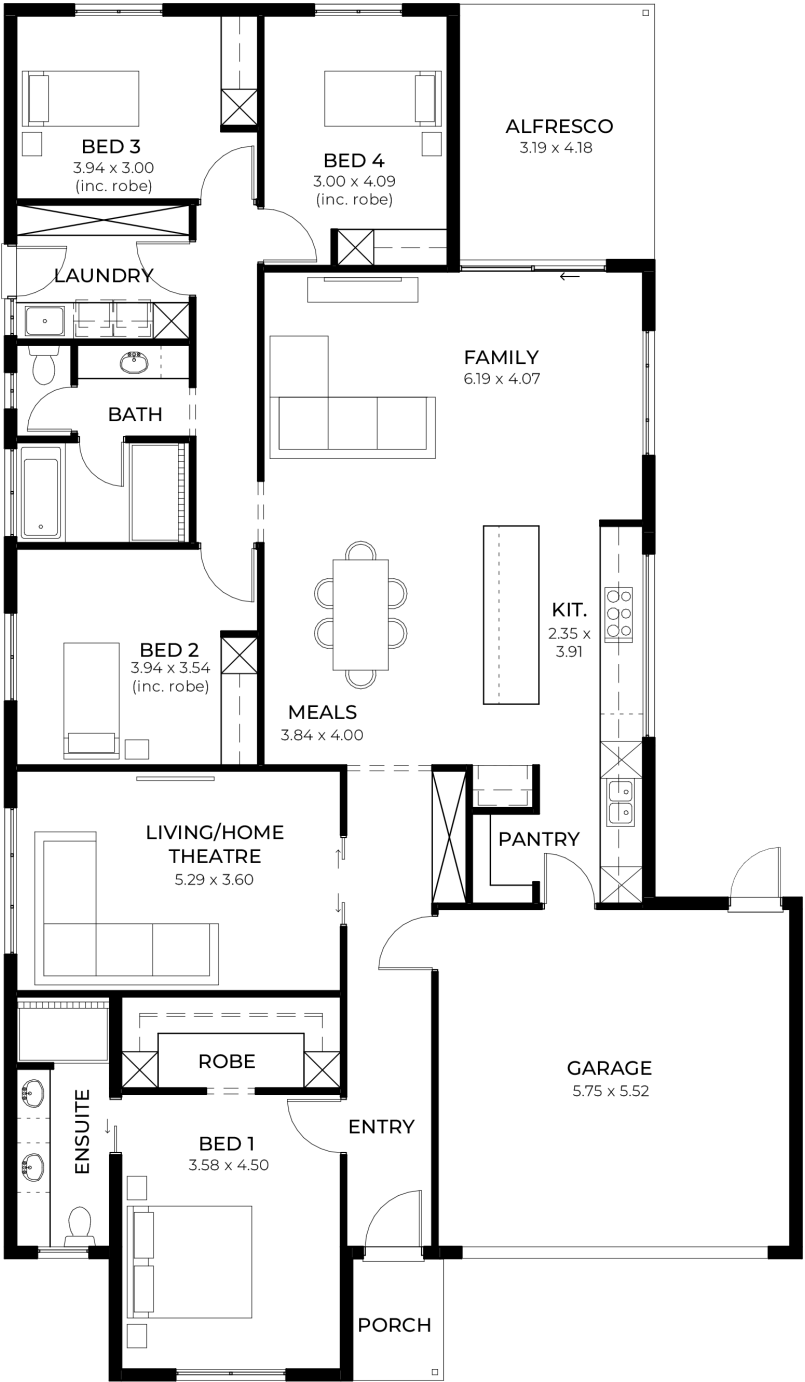 BED 3
3.94 x 3.00
(inc. robe)
BED 4
3.00 x 4.09
(inc. robe)
ALFRESCO
3.19 x 4.18
LAUNDRY
FAMILY
6.19 x 4.07
BATH
BED 2
3.94 x 3.54
(inc. robe)
KIT.
2.35 x
3.91
MEALS
3.84 x 4.00
LIVING/HOME
THEATRE
5.29 x 3.60
PANTRY
ROBE
ENSUITE
BED 1
3.58 x 4.50
ENTRY
GARAGE
5.75 x 5.52
PORCH